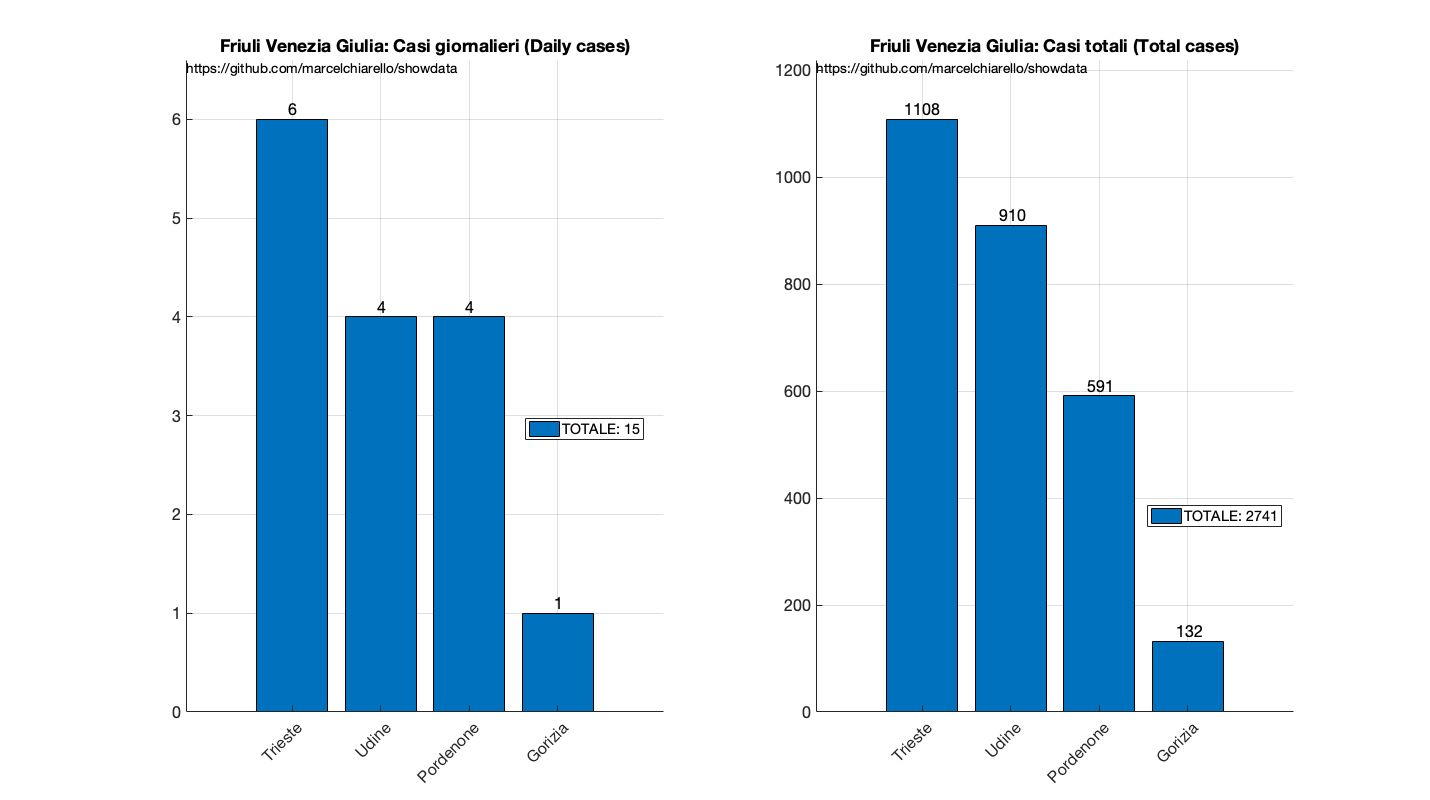 Friuli Venezia Giulia: Casi giornalieri (Daily cases)
https://github.com/marcelchiarello/showdata
6
5
4
3
2
1
0
6
4
4
1
TOTALE: 15
Trieste
Udine
Pordenone
Gorizia
Friuli Venezia Giulia: Casi totali (Total cases)
https://github.com/marcelchiarello/showdata
1200
1000
800
600
400
200
0
1108
910
591
132
TOTALE: 2741
Trieste
Udine
Pordenone
Gorizia